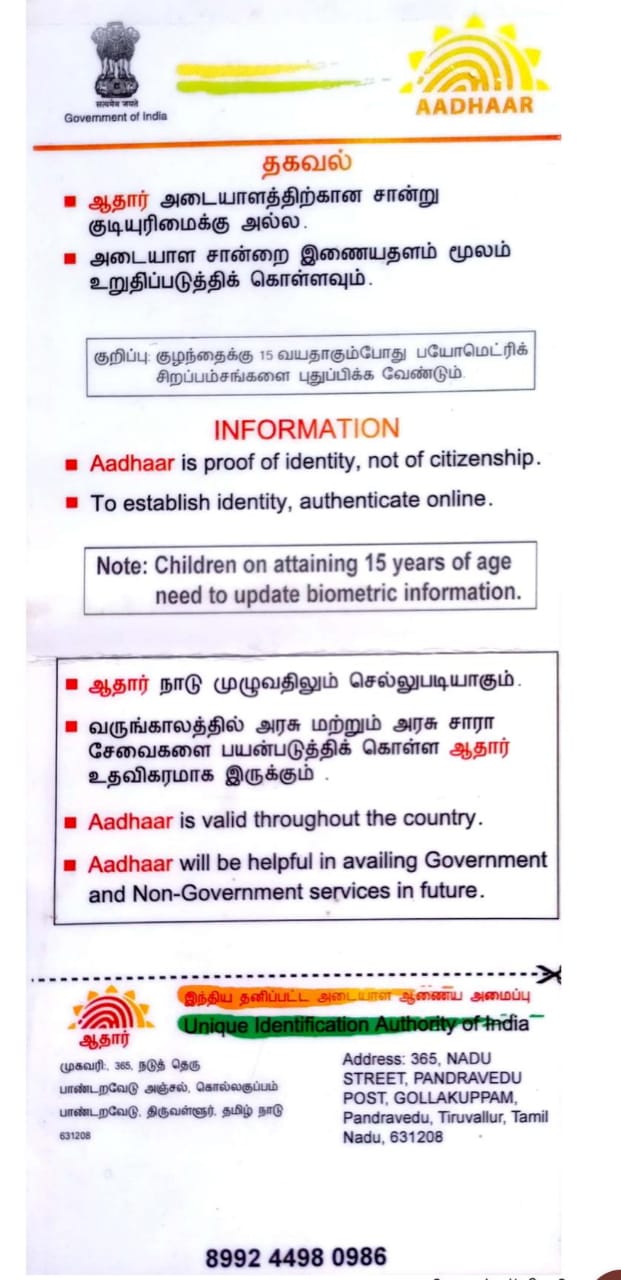 सत्यमेव जयते
Government of India
AADHAAR
தகவல்
ஆதார் அடையாளத்திற்கான சான்று
குடியுரிமைக்கு அல்ல.
அடையாள சான்றை இணையதளம் மூலம்
உறுதிப்படுத்திக் கொள்ளவும்.
குறிப்பு: குழந்தைக்கு 15 வயதாகும்போது பயோமெட்ரிக்
சிறப்பம்சங்களை புதுப்பிக்க வேண்டும்.
INFORMATION
Aadhaar is proof of identity, not of citizenship.
To establish identity, authenticate online.
Note: Children on attaining 15 years of age
need to update biometric information.
ஆதார் நாடு முழுவதிலும் செல்லுபடியாகும்.
வருங்காலத்தில் அரசு மற்றும் அரசு சாரா
சேவைகளை பயன்படுத்திக் கொள்ள ஆதார்
உதவிகரமாக இருக்கும்.
Aadhaar is valid throughout the country.
Aadhaar will be helpful in availing Government
and Non-Government services in future.
இந்திய தனிப்பட்ட அடையாள ஆணைய அமைப்பு
Unique Identification Authority of India
ஆதார்
முகவரி:, 365, நடுத் தெரு
பாண்டறவேடு அஞ்சல், கொல்லகுப்பம்
பாண்டறவேடு, திருவள்ளுர், தமிழ் நாடு
631208
Address: 365, NADU
STREET, PANDRAVEDU
POST, GOLLAKUPPAM,
Pandravedu, Tiruvallur, Tamil
Nadu, 631208
8992 4498 0986